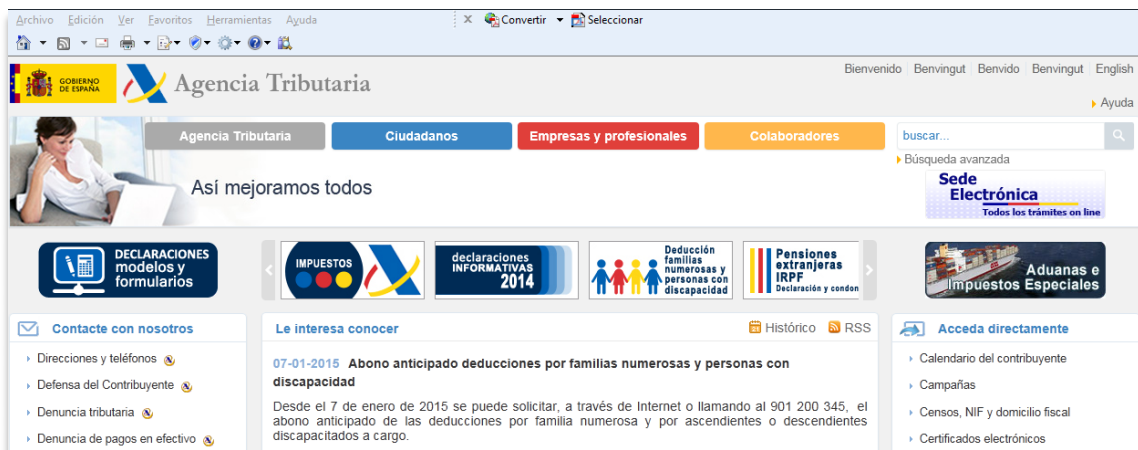 Archivo Edición Ver Favoritos Herramientas Ayuda
X Convertir Seleccionar
GOBIERNO
DE ESPAÑA
Agencia Tributaria
Bienvenido Benvingut Benvido Benvingut English
Ayuda
Agencia Tributaria Ciudadanos Empresas y profesionales Colaboradores
buscar...
Búsqueda avanzada
Así mejoramos todos
Sede
Electrónica
Todos los trámites on line
DECLARACIONES
modelos y
formularios
IMPUESTOS
declaraciones
INFORMATIVAS
2014
Deducción
familias
numerosas y
personas con
discapacidad
Pensiones
extranjeras
IRPF
Declaración y condon
Aduanas e
Impuestos Especiales
Contacte con nosotros
Direcciones y teléfonos
Defensa del Contribuyente
Denuncia tributaria
Denuncia de pagos en efectivo
Le interesa conocer
Histórico RSS
07-01-2015 Abono anticipado deducciones por familias numerosas y personas con
discapacidad
Desde el 7 de enero de 2015 se puede solicitar, a través de Internet o llamando al 901 200 345, el
abono anticipado de las deducciones por familia numerosa y por ascendientes o descendientes
discapacitados a cargo.
Acceda directamente
Calendario del contribuyente
Campañas
Censos, NIF y domicilio fiscal
Certificados electrónicos